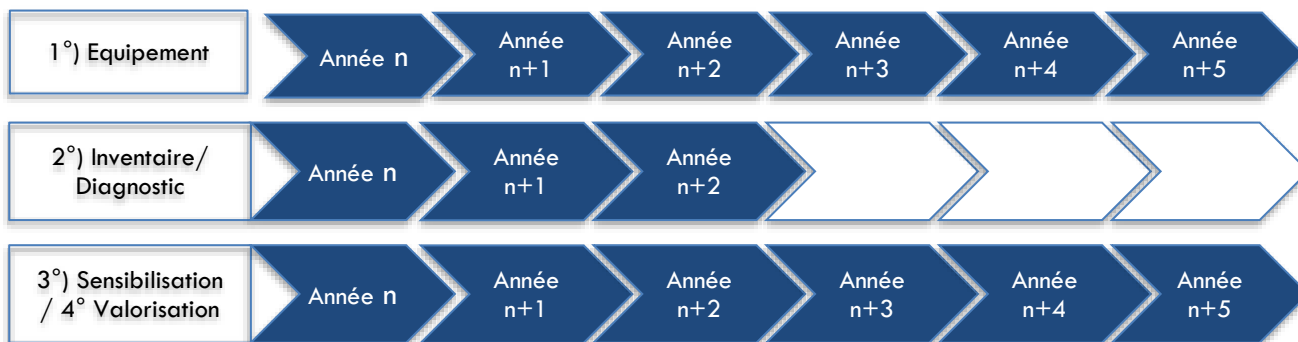 1°) Equipement
Année n
Année
n+1
Année
n+2
Année
n+3
Année
n+4
Année
n+5
2°) Inventaire/
Diagnostic
Année n
Année
n+1
Année
n+2
3°) Sensibilisation
/ 4° Valorisation
Année n
Année
n+1
Année
n+2
Année
n+3
Année
n+4
Année
n+5